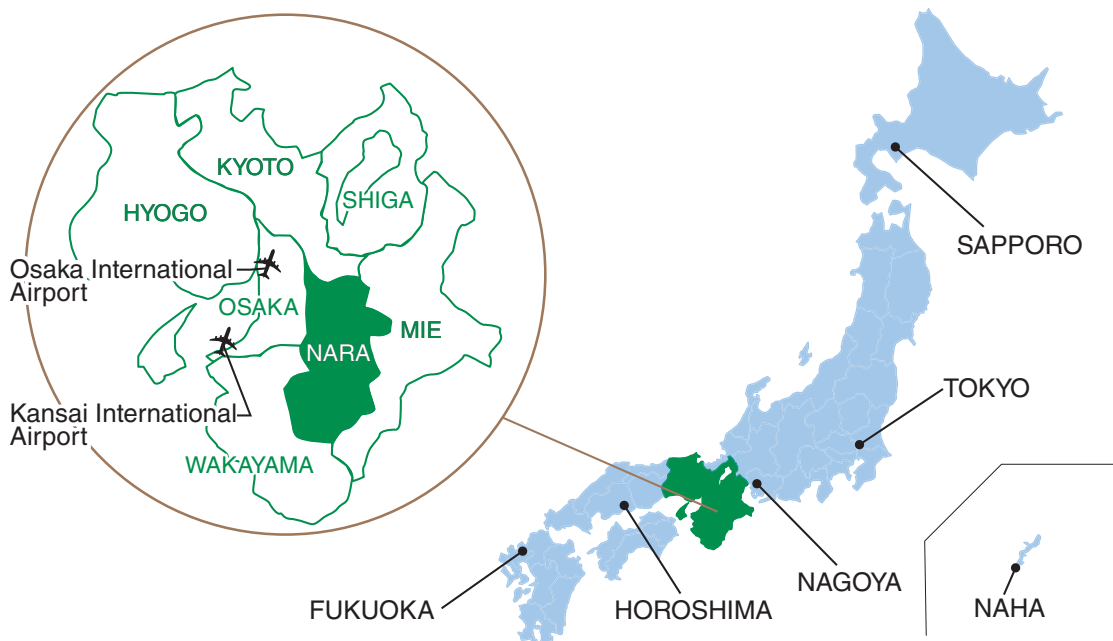 KYOTO
SHIGA
HYOGO
Osaka International
Airport
OSAKA
MIE
NARA
Kansai International
Airport
WAKAYAMA
SAPPORO
TOKYO
NAGOYA
HOROSHIMA
FUKUOKA
NAHA